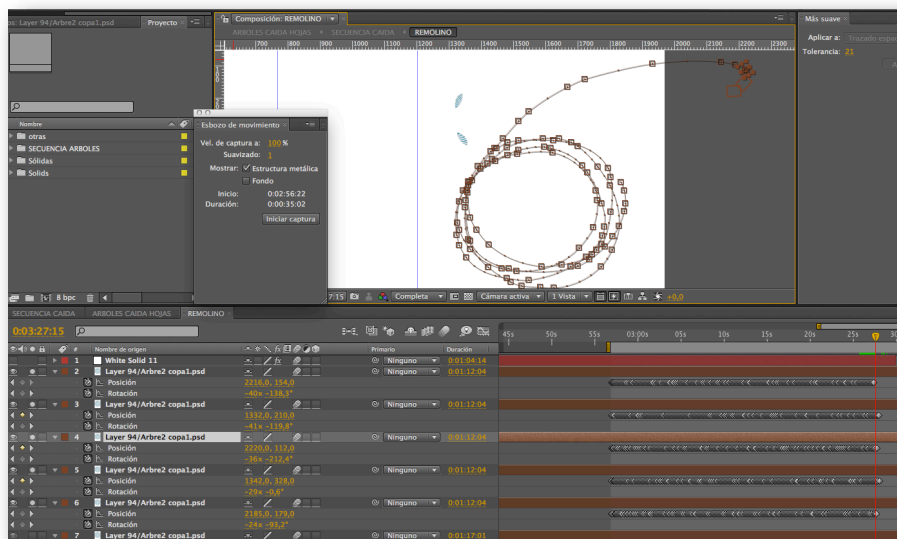 os: Layer 94/Arbre2 copa1.psd
Proyecto
Composición: REMOLINO
ARBOLES CAIDA HOJAS
SECUENCIA CAIDA
REMOLINO
700 800 900 1000 1100 1200 1300 1400 1500 1600 1700 1800 1900 2000 2100 2200 2300
Más suave
Aplicar a: Trazado espa
Tolerancia: 21
Nombre
otras
SECUENCIA ARBOLES
Sólidas
Solids
Esbozo de movimiento
Vel. de captura a: 100 %
Suavizado: 1
Mostrar: Estructura metálica
Fondo
Inicio: 0:02:56:22
Duración: 0:00:35:02
Iniciar captura
8 bpc
7:15
Completa
Cámara activa
1 Vista
+0,0
SECUENCIA CAIDA
ARBOLES CAIDA HOJAS
REMOLINO
0:03:27:15
45s 50s 55s 03:00s 05s 10s 15s 20s 25s 30
# Nombre de origen Primario Duración
1 White Solid 11 Ninguno 0:01:04:14
2 Layer 94/Arbre2 copa1.psd Ninguno 0:01:12:04
Posición 2216,0, 154,0
Rotación -40x -138,3°
3 Layer 94/Arbre2 copa1.psd Ninguno 0:01:12:04
Posición 1332,0, 210,0
Rotación -41x -119,8°
4 Layer 94/Arbre2 copa1.psd Ninguno 0:01:12:04
Posición 2220,0, 112,0
Rotación -36x -212,4°
5 Layer 94/Arbre2 copa1.psd Ninguno 0:01:12:04
Posición 1342,0, 328,0
Rotación -29x -0,6°
6 Layer 94/Arbre2 copa1.psd Ninguno 0:01:12:04
Posición 2185,0, 179,0
Rotación -24x -93,2°
7 Layer 94/Arbre2 copa1.psd Ninguno 0:01:17:01